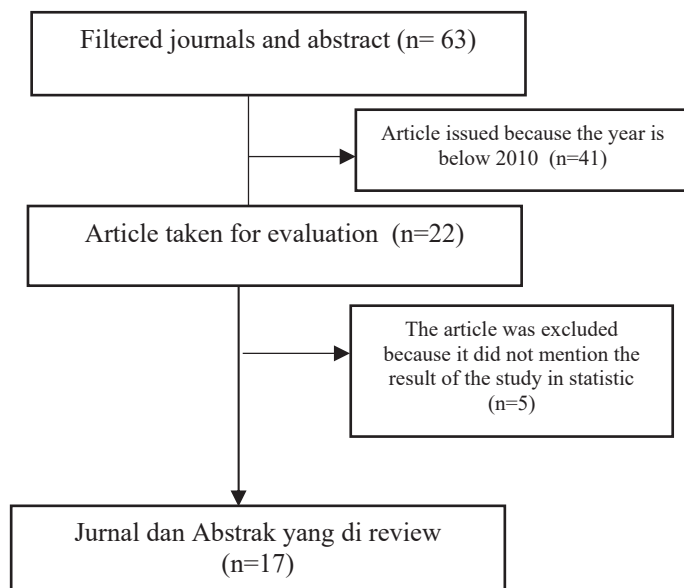 Filtered journals and abstract (n= 63)
Article issued because the year is
below 2010 (n=41)
Article taken for evaluation (n=22)
The article was excluded
because it did not mention the
result of the study in statistic
(n=5)
Jurnal dan Abstrak yang di review
(n=17)